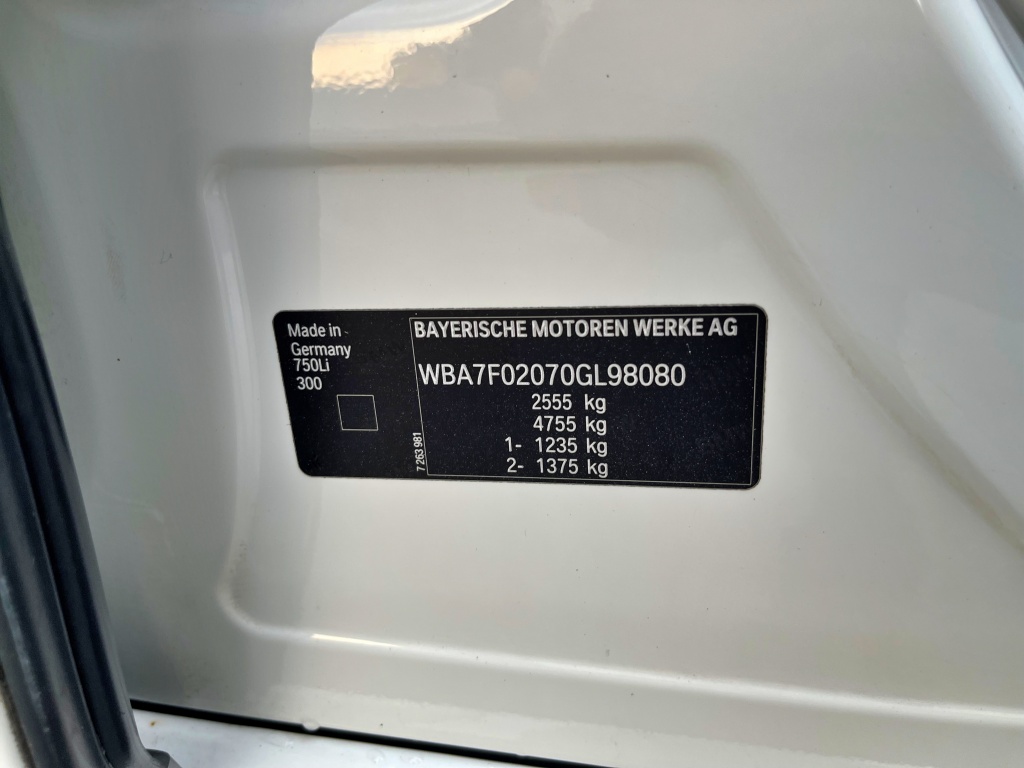 Made in
Germany
750Li
300
7 263 981
BAYERISCHE MOTOREN WERKE AG
WBA7F02070GL98080
2555 kg
4755 kg
1- 1235 kg
2- 1375 kg